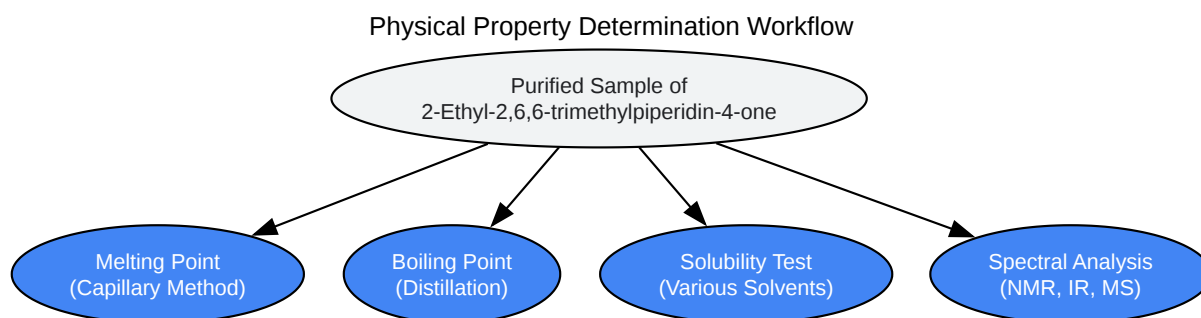 Physical Property Determination Workflow
Purified Sample of
2-Ethyl-2,6,6-trimethylpiperidin-4-one
Melting Point
(Capillary Method)
Boiling Point
(Distillation)
Solubility Test
(Various Solvents)
Spectral Analysis
(NMR, IR, MS)